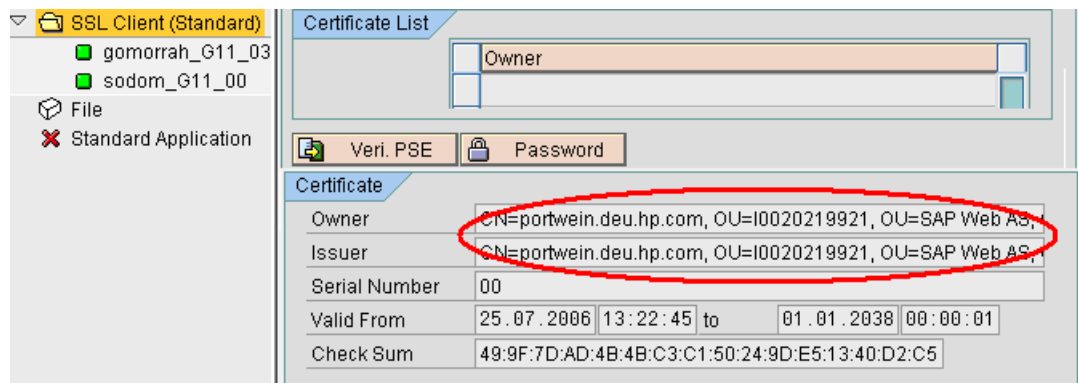 SSL Client (Standard)
gomorrah_G11_03
sodom_G11_00
File
Standard Application
Certificate List
Owner
Veri. PSE
Password
Certificate
Owner CN=portwein.deu.hp.com, OU=I0020219921, OU=SAP Web AS,
Issuer CN=portwein.deu.hp.com, OU=I0020219921, OU=SAP Web AS,
Serial Number 00
Valid From 25.07.2006 13:22:45 to 01.01.2038 00:00:01
Check Sum 49:9F:7D:AD:4B:4B:C3:C1:50:24:9D:E5:13:40:D2:C5